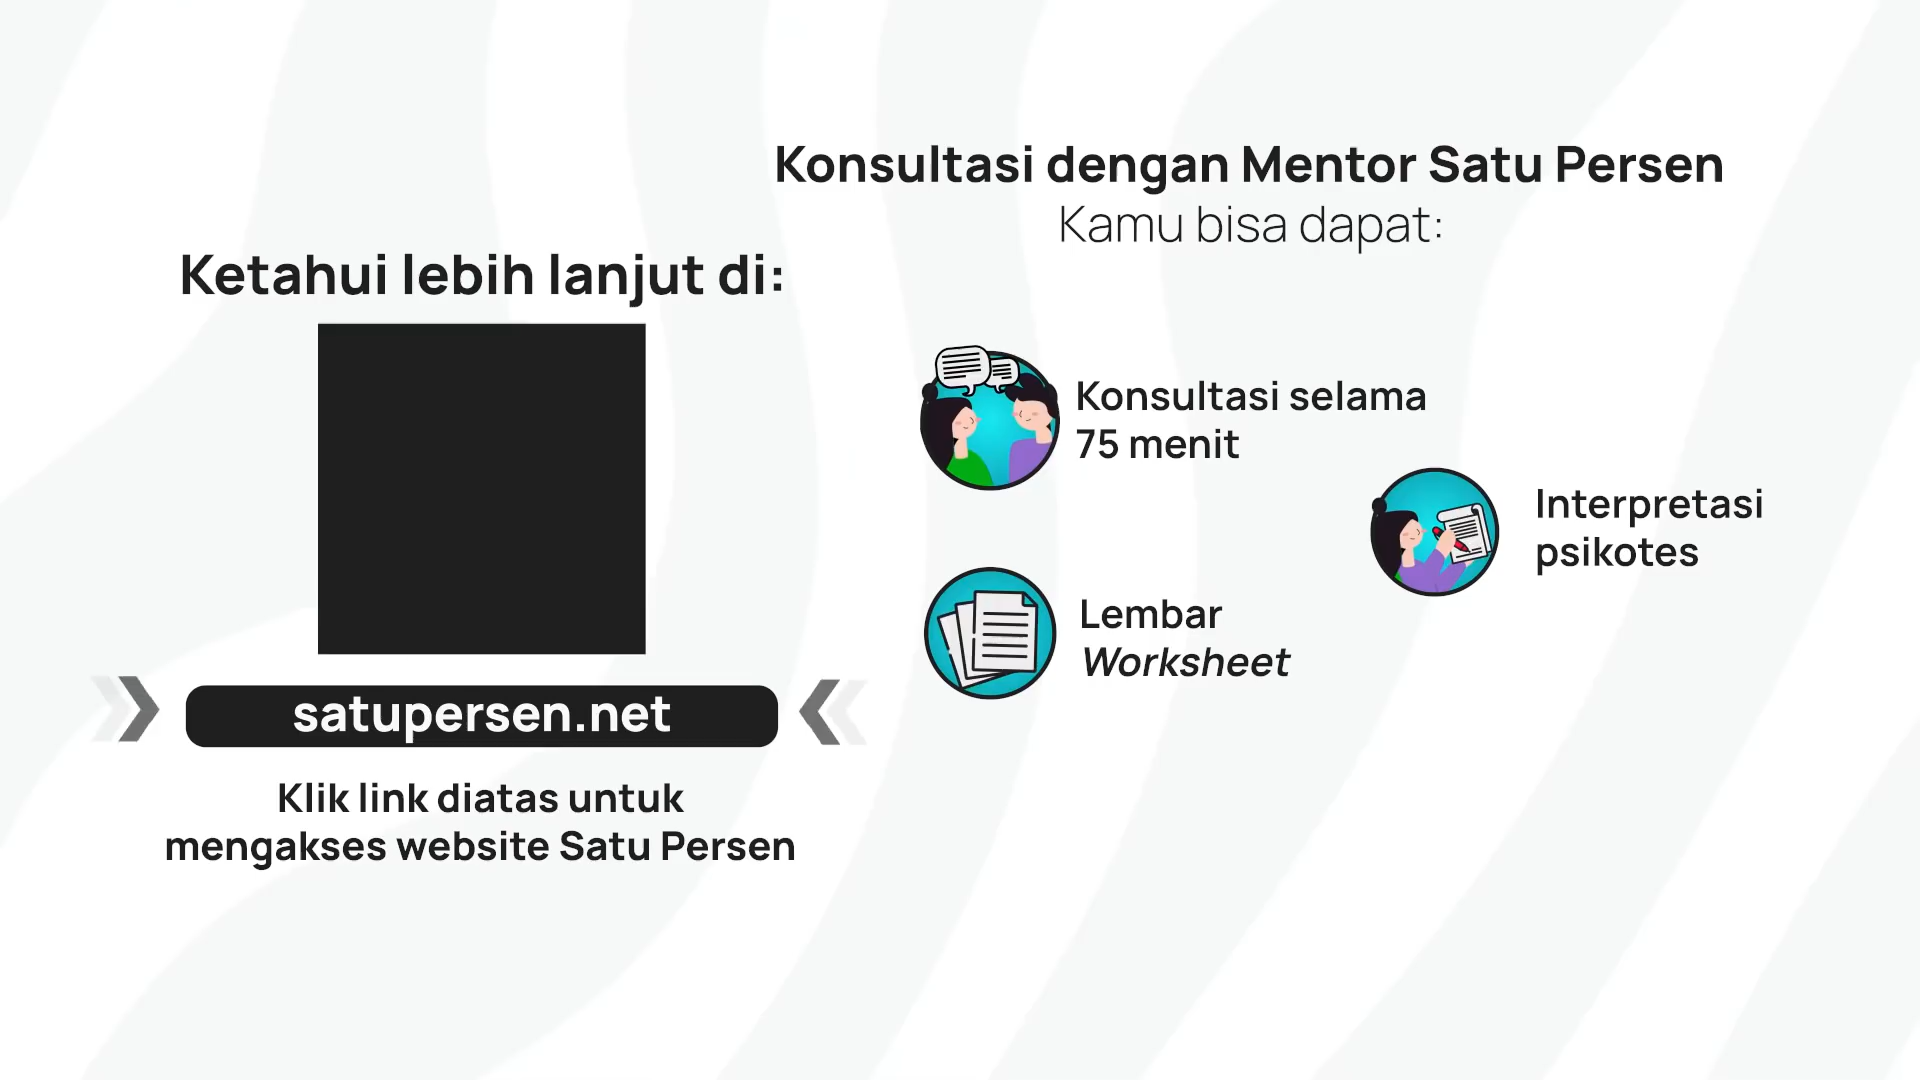 Ketahui lebih lanjut di:
satupersen.net
Klik link diatas untuk
mengakses website Satu Persen
Konsultasi dengan Mentor Satu Persen
Kamu bisa dapat:
Konsultasi selama
75 menit
Interpretasi
psikotes
Lembar
Worksheet